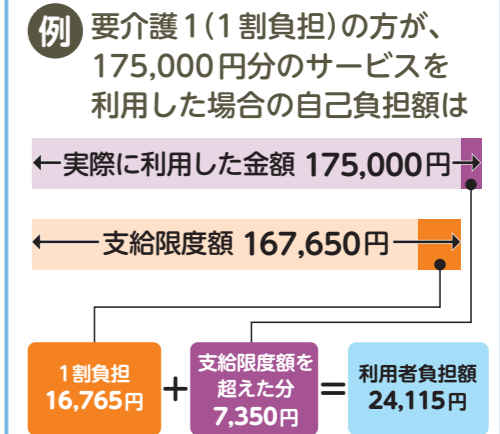 例 要介護1(1割負担)の方が、
175,000円分のサービスを
利用した場合の自己負担額は
実際に利用した金額 175,000円
支給限度額 167,650円
1割負担
16,765円
+
支給限度額を
超えた分
7,350円
=
利用者負担額
24,115円